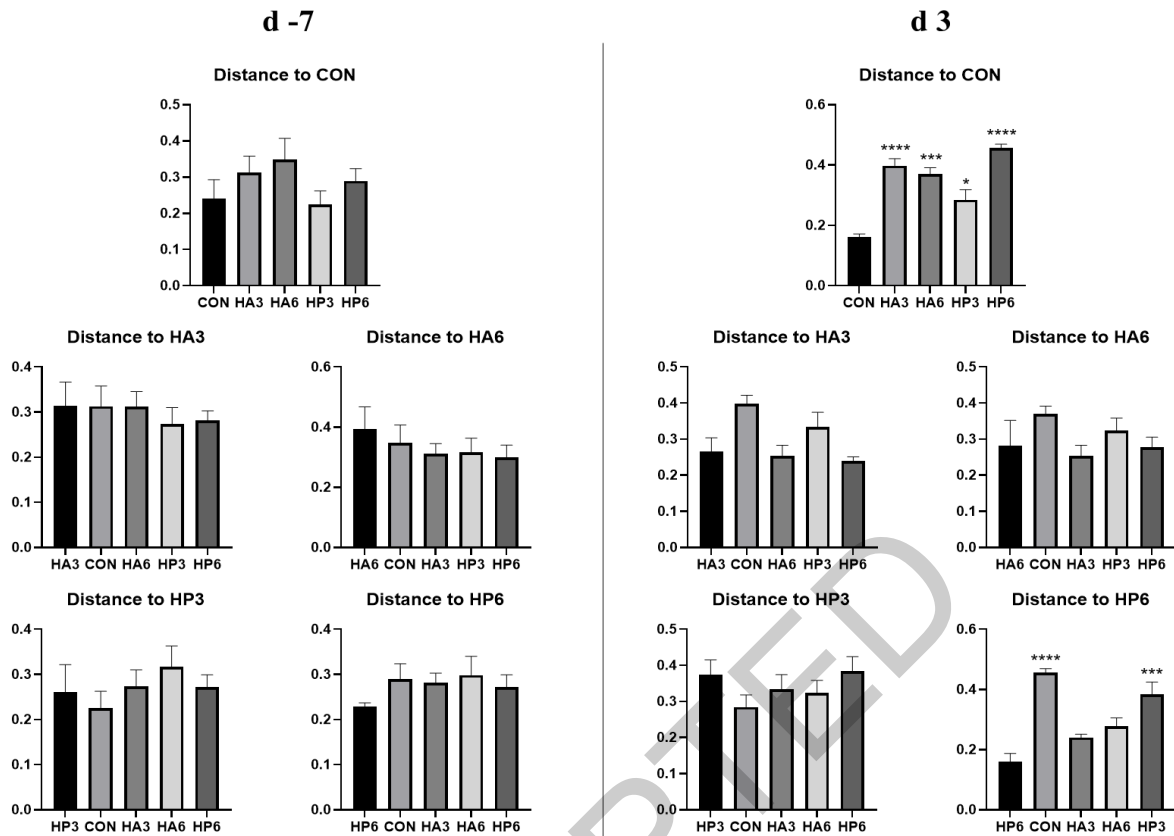 d -7
Distance to CON
0.5
0.4
0.3
0.2
0.1
0.0
CON HA3 HA6 HP3 HP6
Distance to HA3
0.4
0.3
0.2
0.1
0.0
HA3 CON HA6 HP3 HP6
Distance to HA6
0.6
0.4
0.2
0.0
HA6 CON HA3 HP3 HP6
Distance to HP3
0.4
0.3
0.2
0.1
0.0
HP3 CON HA3 HA6 HP6
Distance to HP6
0.4
0.3
0.2
0.1
0.0
HP6 CON HA3 HA6 HP6
d 3
Distance to CON
0.6
0.4
0.2
0.0
**** *** * ****
CON HA3 HA6 HP3 HP6
Distance to HA3
0.5
0.4
0.3
0.2
0.1
0.0
HA3 CON HA6 HP3 HP6
Distance to HA6
0.5
0.4
0.3
0.2
0.1
0.0
HA6 CON HA3 HP3 HP6
Distance to HP3
0.5
0.4
0.3
0.2
0.1
0.0
HP3 CON HA3 HA6 HP6
Distance to HP6
0.6
0.4
0.2
0.0
**** ***
HP6 CON HA3 HA6 HP3
PTED